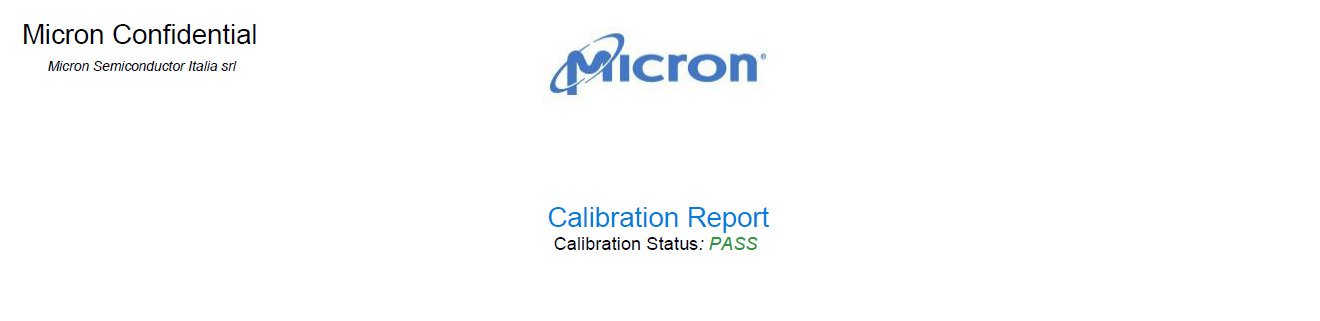 Micron Confidential
Micron Semiconductor Italia srl
Micron®
Calibration Report
Calibration Status: PASS